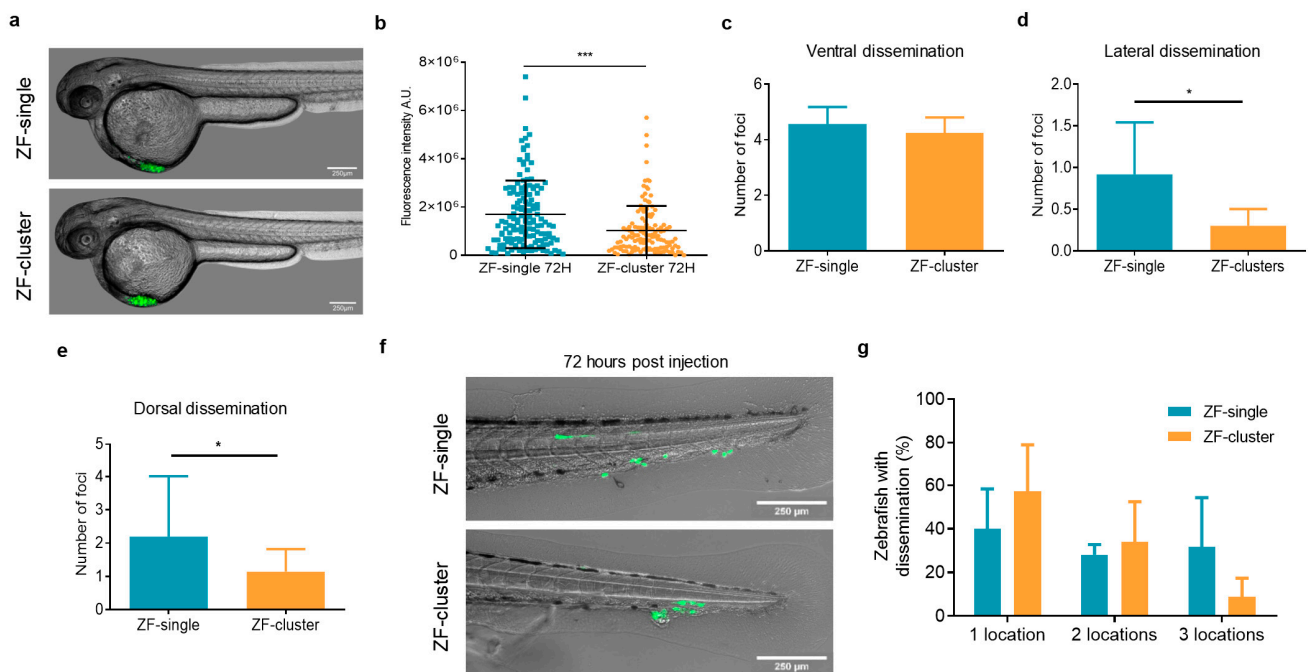 a
ZF-single
250μm
ZF-cluster
250μm
b
***
8×10⁶
6×10⁶
4×10⁶
2×10⁶
0
Fluorescence intensity A.U.
ZF-single 72H
ZF-cluster 72H
c
Ventral dissemination
6
4
2
0
Number of foci
ZF-single
ZF-cluster
d
Lateral dissemination
*
2.0
1.5
1.0
0.5
0.0
Number of foci
ZF-single
ZF-clusters
e
Dorsal dissemination
*
5
4
3
2
1
0
Number of foci
ZF-single
ZF-cluster
f
72 hours post injection
ZF-single
250 μm
ZF-cluster
250 μm
g
100
80
60
40
20
0
Zebrafish with
dissemination (%)
ZF-single
ZF-cluster
1 location
2 locations
3 locations